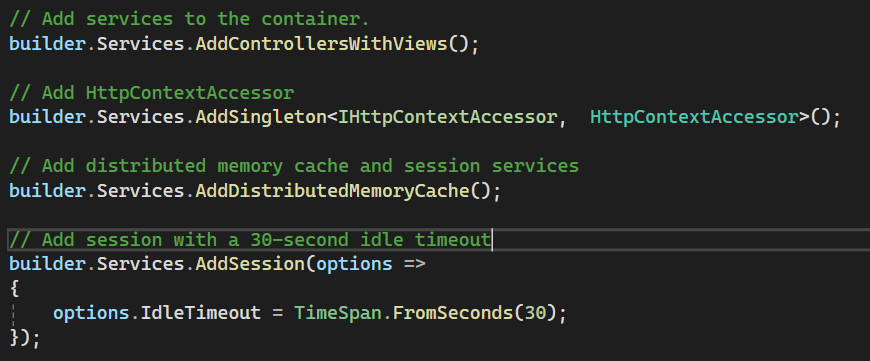 // Add services to the container.
builder.Services.AddControllersWithViews();
// Add HttpContextAccessor
builder.Services.AddSingleton<IHttpContextAccessor,  HttpContextAccessor>();
// Add distributed memory cache and session services
builder.Services.AddDistributedMemoryCache();
// Add session with a 30-second idle timeout
builder.Services.AddSession(options =>
{
    options.IdleTimeout = TimeSpan.FromSeconds(30);
});